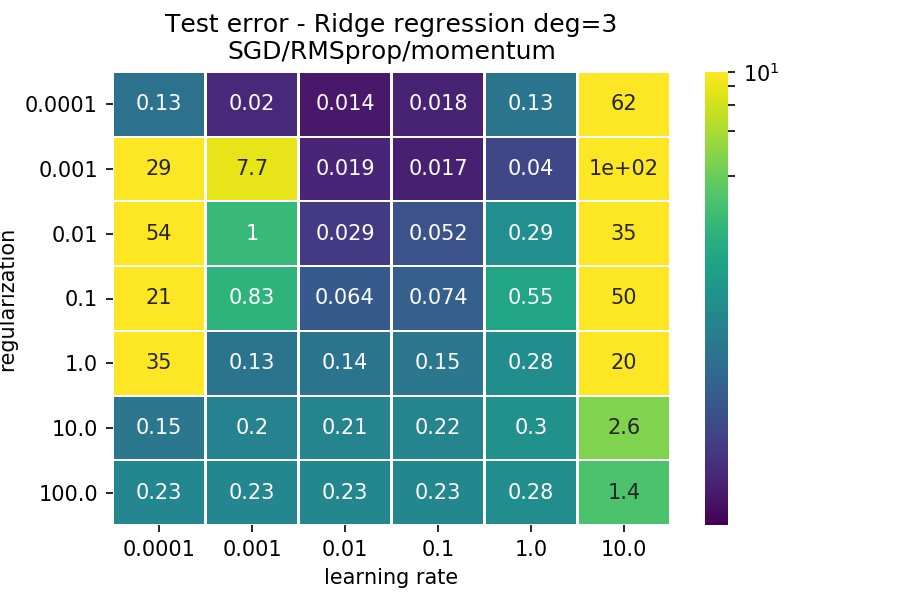 Test error - Ridge regression deg=3
SGD/RMSprop/momentum
0.0001 0.13 0.02 0.014 0.018 0.13 62
0.001 29 7.7 0.019 0.017 0.04 1e+02
0.01 54 1 0.029 0.052 0.29 35
0.1 21 0.83 0.064 0.074 0.55 50
1.0 35 0.13 0.14 0.15 0.28 20
10.0 0.15 0.2 0.21 0.22 0.3 2.6
100.0 0.23 0.23 0.23 0.23 0.28 1.4
0.0001 0.001 0.01 0.1 1.0 10.0
learning rate
regularization
10¹